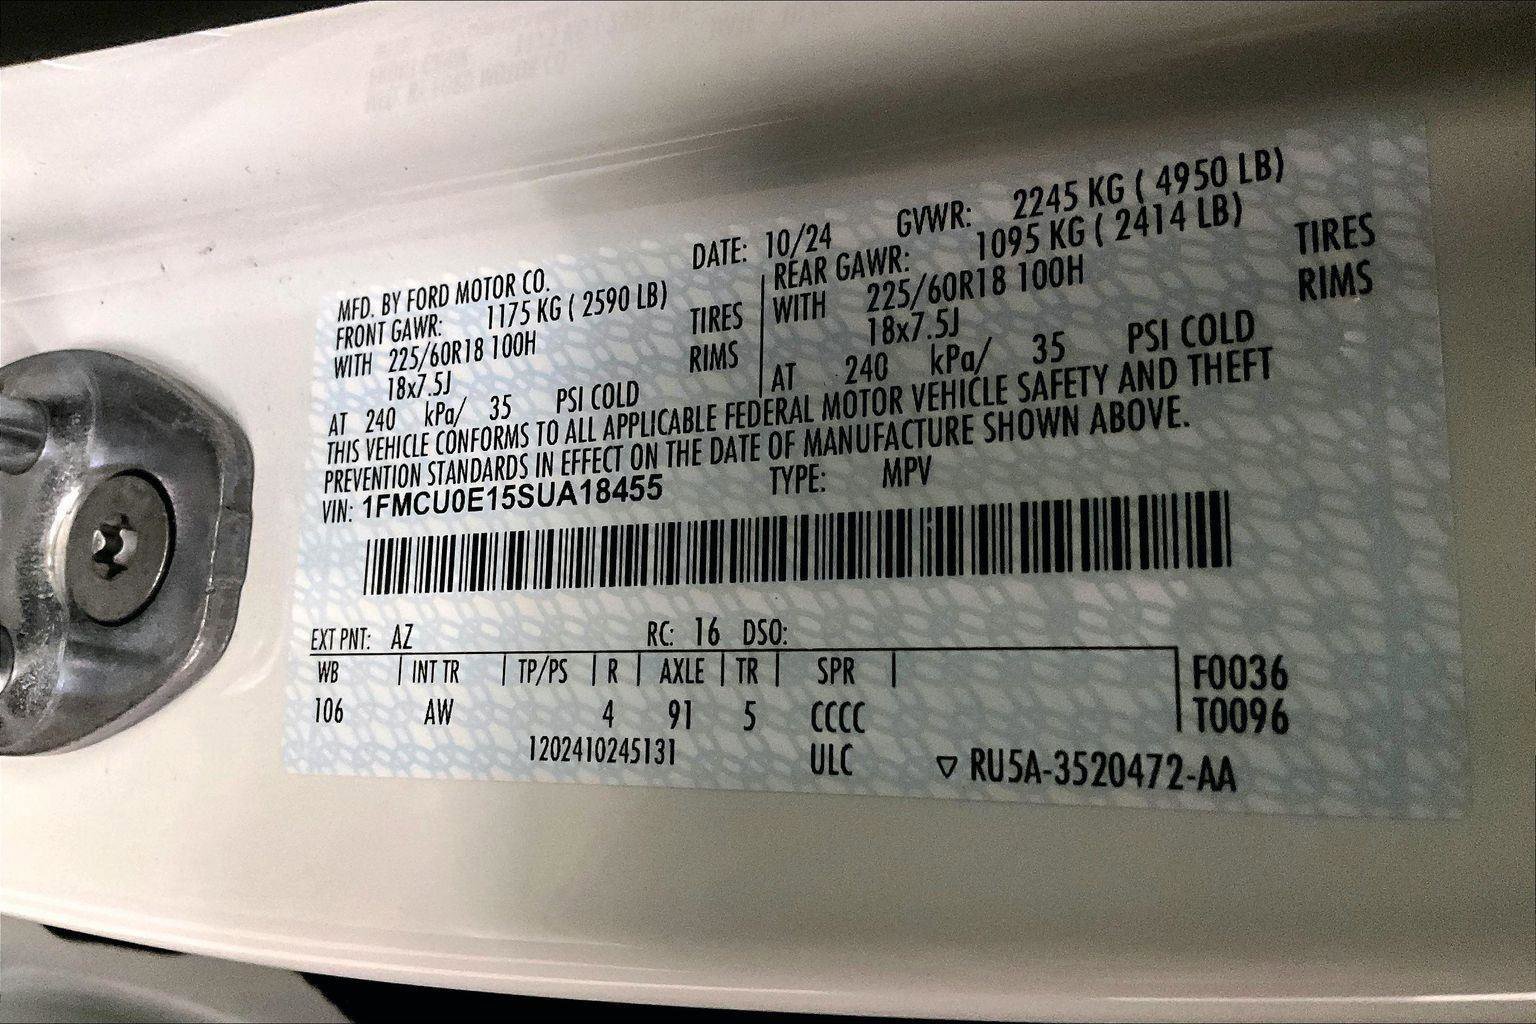 MFD. BY FORD MOTOR CO. DATE: 10/24 GVWR: 2245 KG ( 4950 LB)
FRONT GAWR: 1175 KG ( 2590 LB) REAR GAWR: 1095 KG ( 2414 LB)
WITH 225/60R18 100H TIRES WITH 225/60R18 100H TIRES
18x7.5J RIMS 18x7.5J RIMS
AT 240 kPa/ 35 PSI COLD AT 240 kPa/ 35 PSI COLD
THIS VEHICLE CONFORMS TO ALL APPLICABLE FEDERAL MOTOR VEHICLE SAFETY AND THEFT
PREVENTION STANDARDS IN EFFECT ON THE DATE OF MANUFACTURE SHOWN ABOVE.
VIN: 1FMCU0E15SUA18455 TYPE: MPV
EXT PNT: AZ RC: 16 DSO:
WB INT TR TP/PS R AXLE TR SPR F0036
106 AW 4 91 5 CCCC T0096
1202410245131 ULC ▽ RU5A-3520472-AA